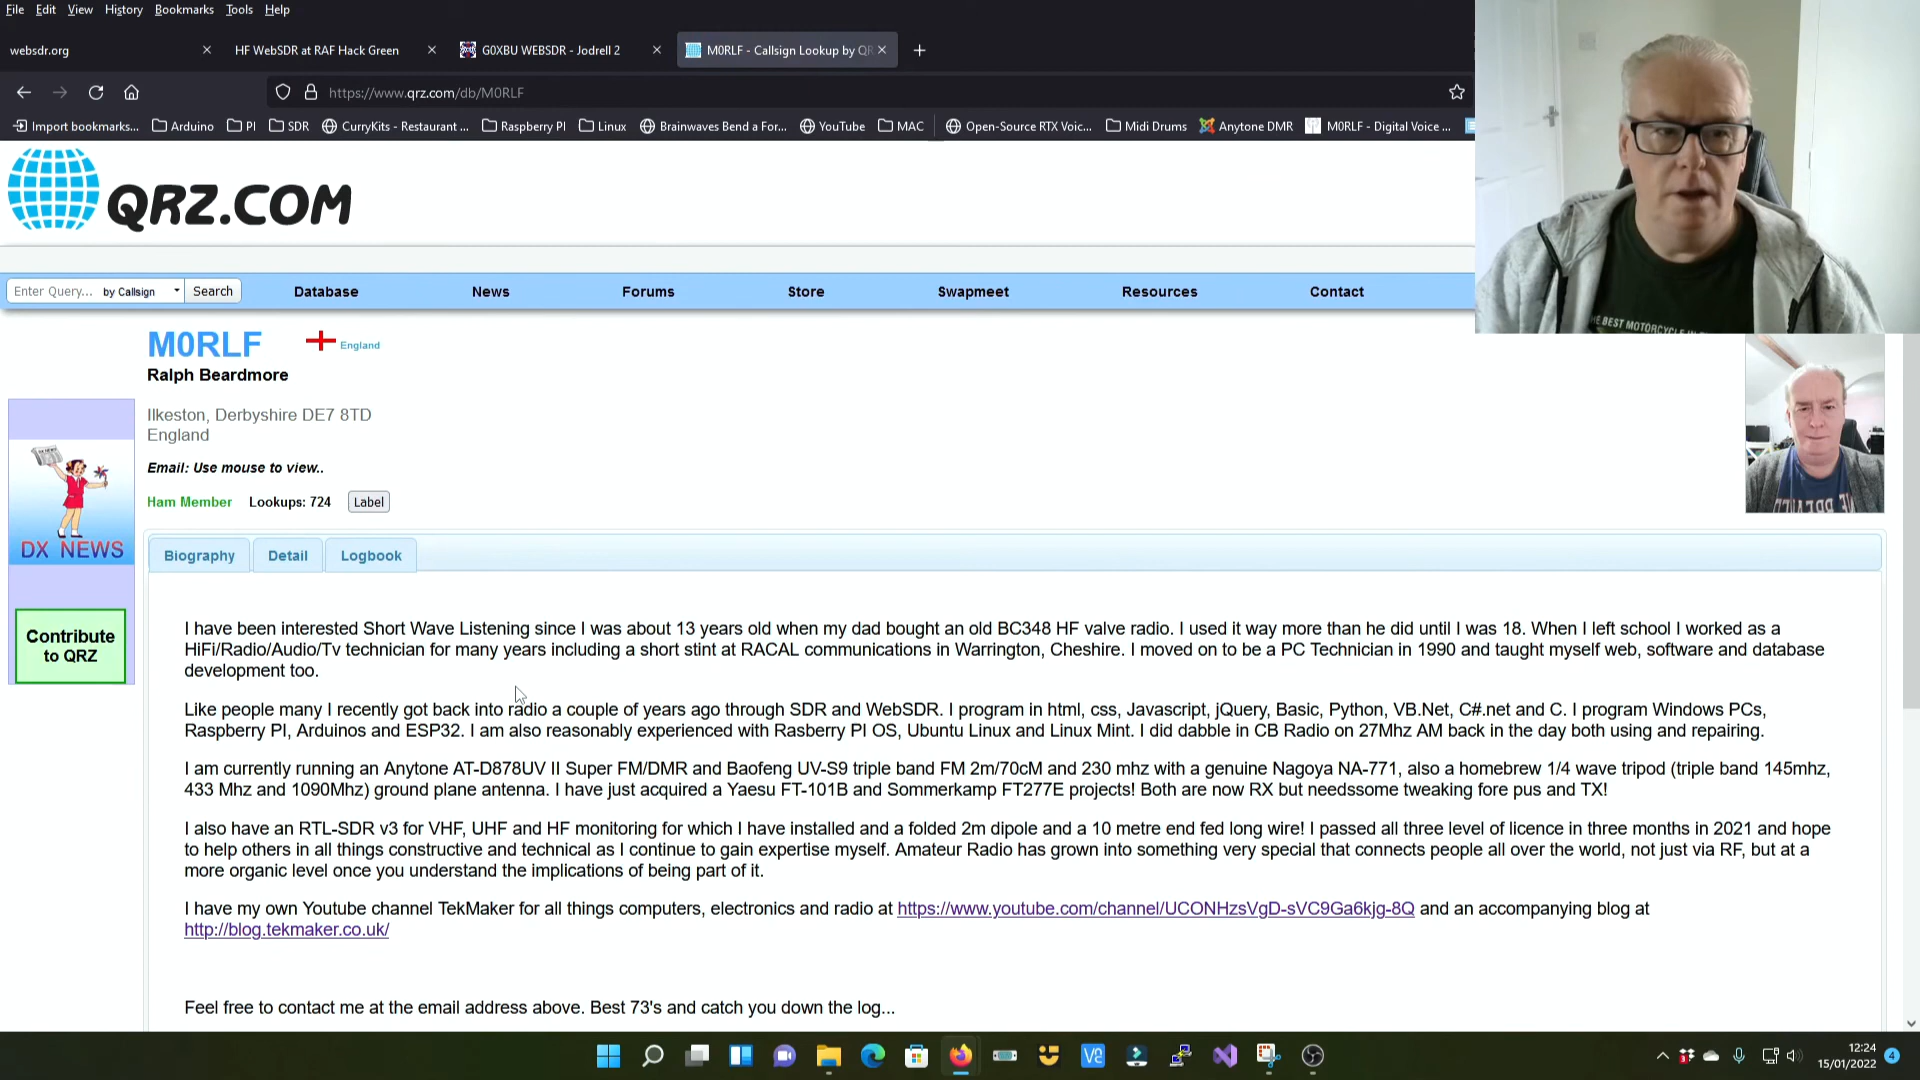 File Edit View History Bookmarks Tools Help
websdr.org
HF WebSDR at RAF Hack Green
G0XBU WEBSDR - Jodrell 2
M0RLF - Callsign Lookup by QR
https://www.qrz.com/db/M0RLF
Import bookmarks...
Arduino
PI
SDR
CurryKits - Restaurant ...
Raspberry PI
Linux
Brainwaves Bend a For...
YouTube
MAC
Open-Source RTX Voic...
Midi Drums
Anytone DMR
M0RLF - Digital Voice ...
QRZ.COM
HE BEST MOTORCYCLE IN
Enter Query... by Callsign Search Database News Forums Store Swapmeet Resources Contact
M0RLF England
Ralph Beardmore
Ilkeston, Derbyshire DE7 8TD
England
Email: Use mouse to view..
Ham Member Lookups: 724 Label
DX NEWS
Contribute
to QRZ
Biography Detail Logbook
I have been interested Short Wave Listening since I was about 13 years old when my dad bought an old BC348 HF valve radio. I used it way more than he did until I was 18. When I left school I worked as a
HiFi/Radio/Audio/Tv technician for many years including a short stint at RACAL communications in Warrington, Cheshire. I moved on to be a PC Technician in 1990 and taught myself web, software and database
development too.
Like people many I recently got back into radio a couple of years ago through SDR and WebSDR. I program in html, css, Javascript, jQuery, Basic, Python, VB.Net, C#.net and C. I program Windows PCs,
Raspberry PI, Arduinos and ESP32. I am also reasonably experienced with Rasberry PI OS, Ubuntu Linux and Linux Mint. I did dabble in CB Radio on 27Mhz AM back in the day both using and repairing.
I am currently running an Anytone AT-D878UV II Super FM/DMR and Baofeng UV-S9 triple band FM 2m/70cM and 230 mhz with a genuine Nagoya NA-771, also a homebrew 1/4 wave tripod (triple band 145mhz,
433 Mhz and 1090Mhz) ground plane antenna. I have just acquired a Yaesu FT-101B and Sommerkamp FT277E projects! Both are now RX but needssome tweaking fore pus and TX!
I also have an RTL-SDR v3 for VHF, UHF and HF monitoring for which I have installed and a folded 2m dipole and a 10 metre end fed long wire! I passed all three level of licence in three months in 2021 and hope
to help others in all things constructive and technical as I continue to gain expertise myself. Amateur Radio has grown into something very special that connects people all over the world, not just via RF, but at a
more organic level once you understand the implications of being part of it.
I have my own Youtube channel TekMaker for all things computers, electronics and radio at https://www.youtube.com/channel/UCONHzsVgD-sVC9Ga6kjg-8Q and an accompanying blog at
http://blog.tekmaker.co.uk/
Feel free to contact me at the email address above. Best 73's and catch you down the log...
12:24
15/01/2022
4